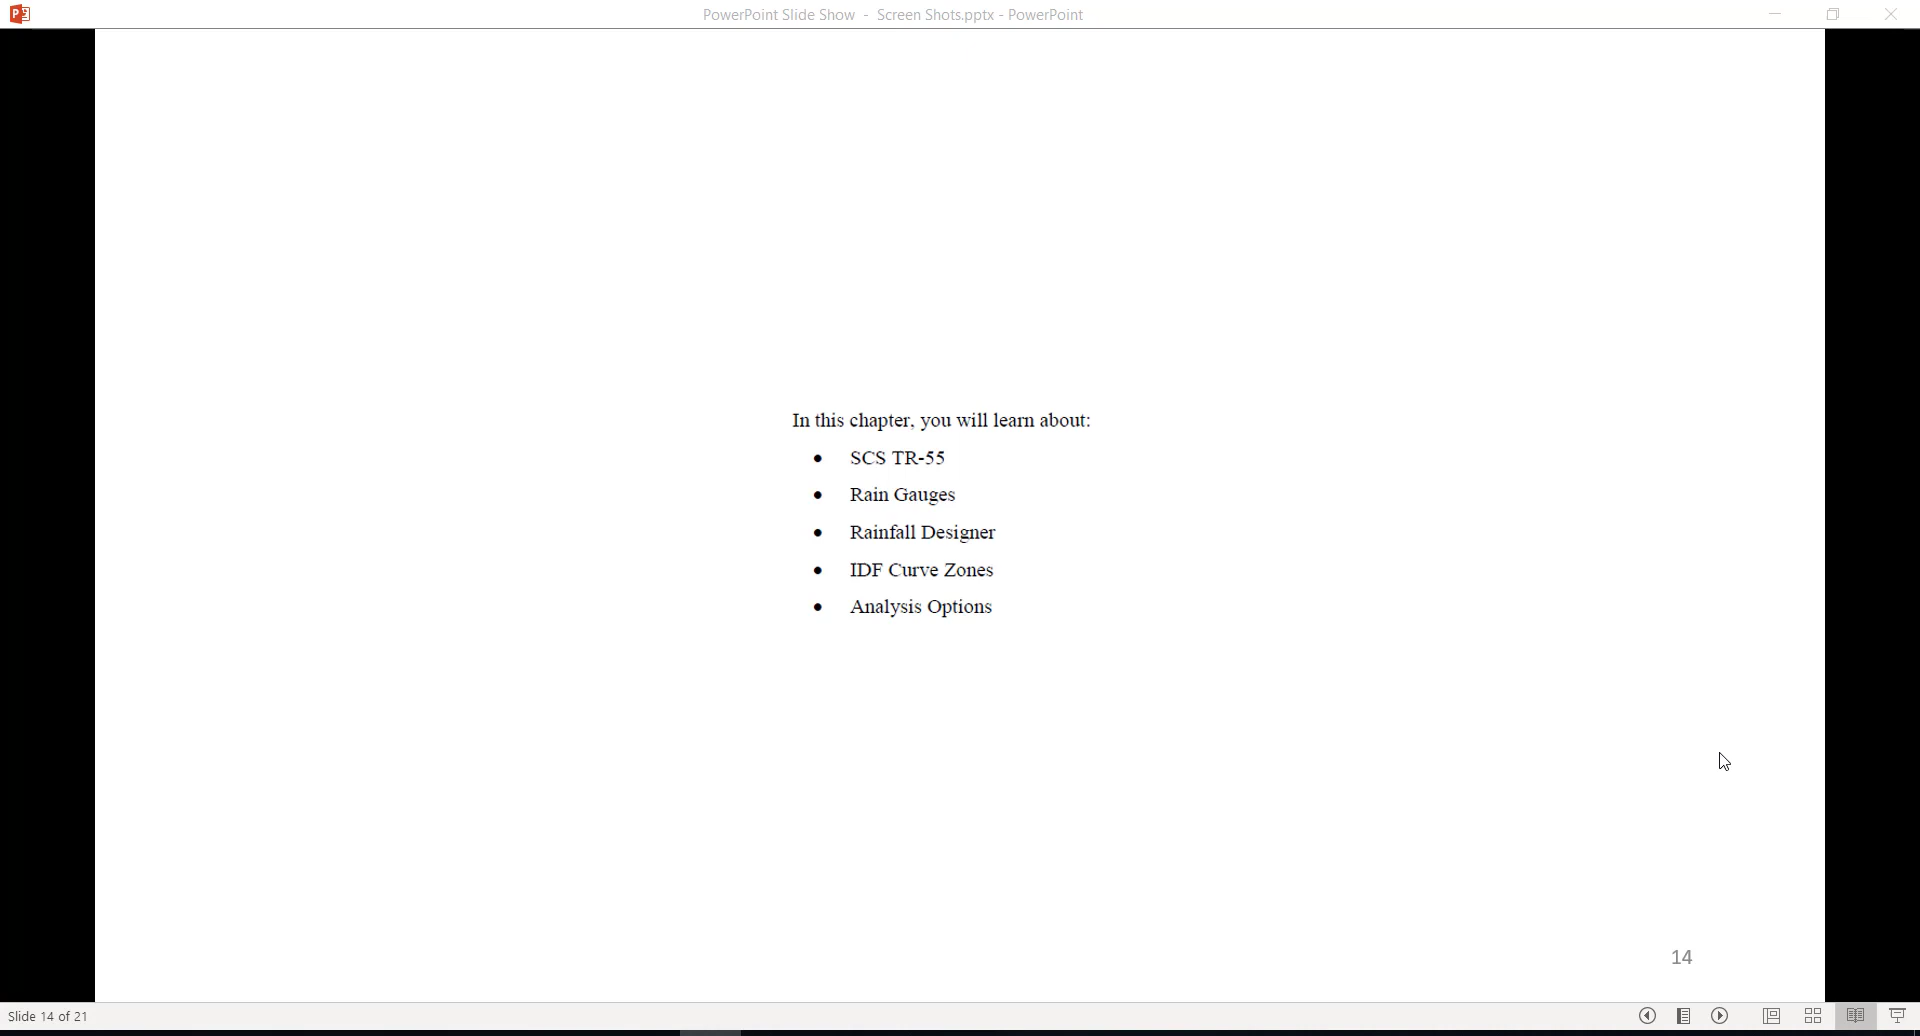 PowerPoint Slide Show - Screen Shots.pptx - PowerPoint
In this chapter, you will learn about:
• SCS TR-55
• Rain Gauges
• Rainfall Designer
• IDF Curve Zones
• Analysis Options
14
Slide 14 of 21